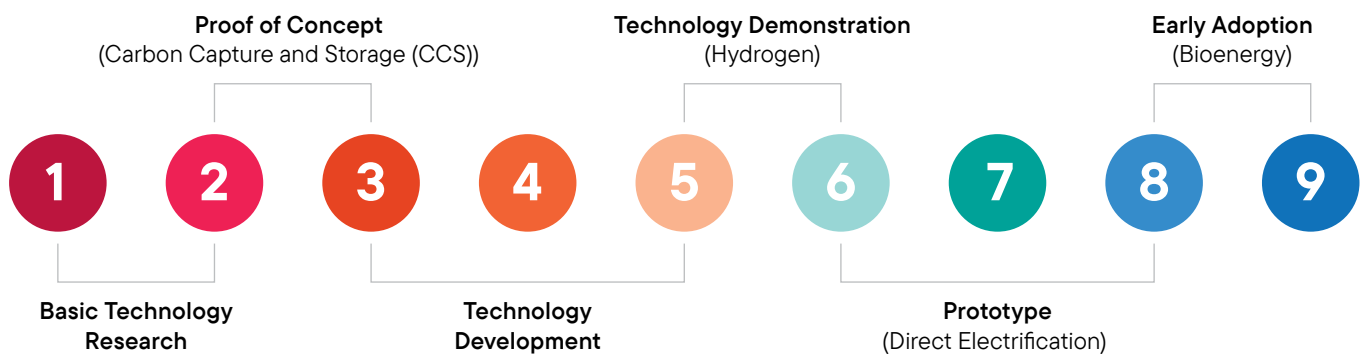 Proof of Concept
(Carbon Capture and Storage (CCS))
Technology Demonstration
(Hydrogen)
Early Adoption
(Bioenergy)
1 2 3 4 5 6 7 8 9
Basic Technology
Research
Technology
Development
Prototype
(Direct Electrification)